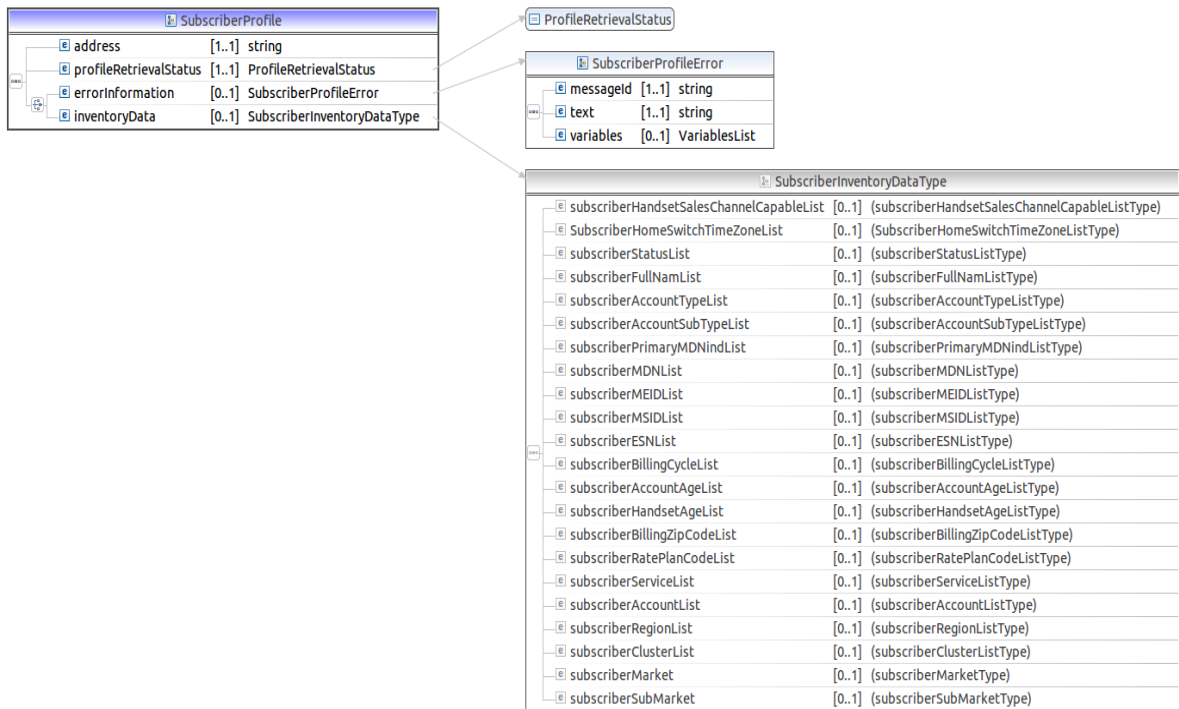 SubscriberProfile
address [1..1] string
profileRetrievalStatus [1..1] ProfileRetrievalStatus
errorInformation [0..1] SubscriberProfileError
inventoryData [0..1] SubscriberInventoryDataType
ProfileRetrievalStatus
SubscriberProfileError
messageId [1..1] string
text [1..1] string
variables [0..1] VariablesList
SubscriberInventoryDataType
subscriberHandsetSalesChannelCapableList [0..1] (subscriberHandsetSalesChannelCapableListType)
SubscriberHomeSwitchTimeZoneList [0..1] (SubscriberHomeSwitchTimeZoneListType)
subscriberStatusList [0..1] (subscriberStatusListType)
subscriberFullNamList [0..1] (subscriberFullNamListType)
subscriberAccountTypeList [0..1] (subscriberAccountTypeListType)
subscriberAccountSubTypeList [0..1] (subscriberAccountSubTypeListType)
subscriberPrimaryMDNindList [0..1] (subscriberPrimaryMDNindListType)
subscriberMDNList [0..1] (subscriberMDNListType)
subscriberMEIDList [0..1] (subscriberMEIDListType)
subscriberMSIDList [0..1] (subscriberMSIDListType)
subscriberESNList [0..1] (subscriberESNListType)
subscriberBillingCycleList [0..1] (subscriberBillingCycleListType)
subscriberAccountAgeList [0..1] (subscriberAccountAgeListType)
subscriberHandsetAgeList [0..1] (subscriberHandsetAgeListType)
subscriberBillingZipCodeList [0..1] (subscriberBillingZipCodeListType)
subscriberRatePlanCodeList [0..1] (subscriberRatePlanCodeListType)
subscriberServiceList [0..1] (subscriberServiceListType)
subscriberAccountList [0..1] (subscriberAccountListType)
subscriberRegionList [0..1] (subscriberRegionListType)
subscriberClusterList [0..1] (subscriberClusterListType)
subscriberMarket [0..1] (subscriberMarketType)
subscriberSubMarket [0..1] (subscriberSubMarketType)